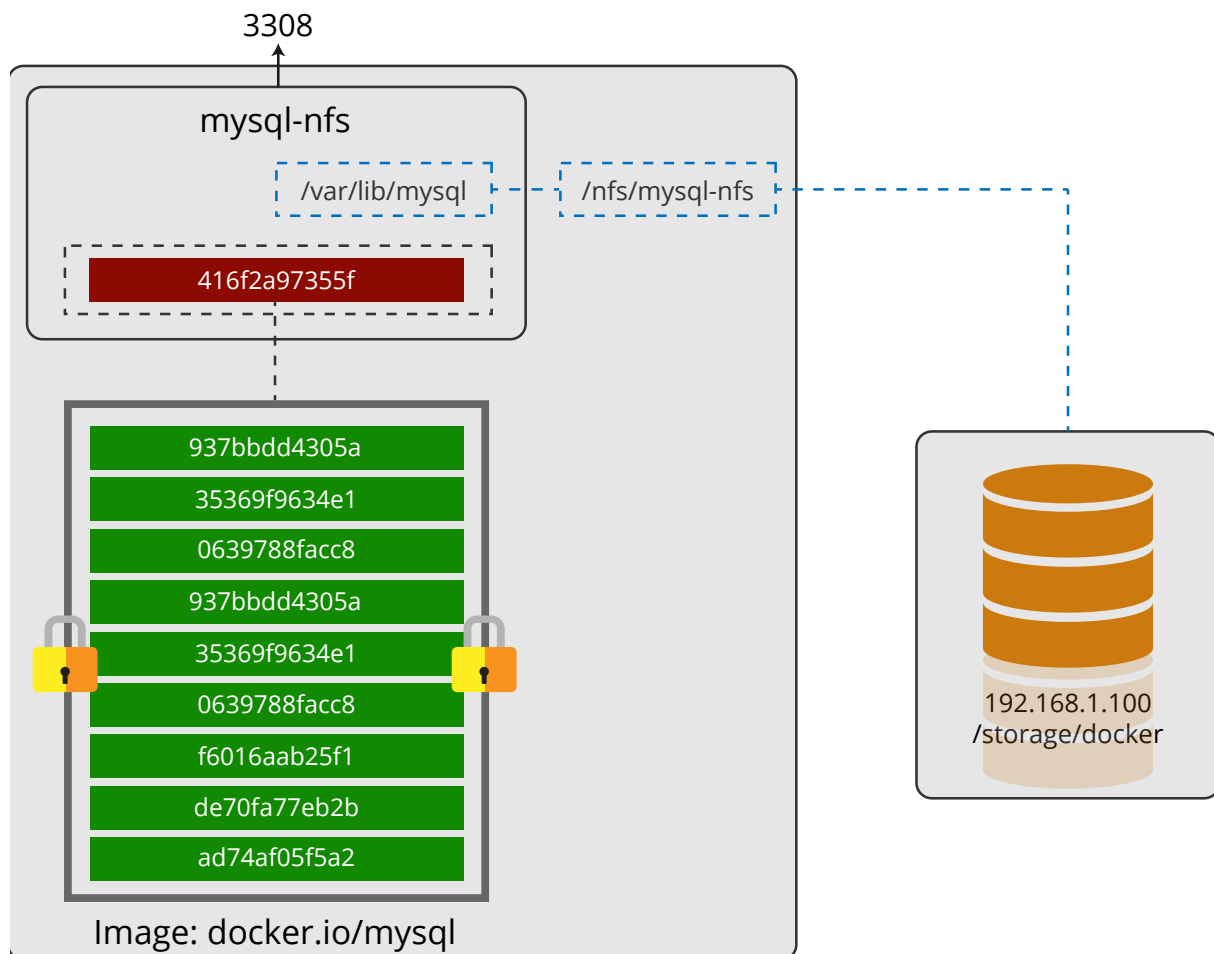 3308
mysql-nfs
/var/lib/mysql
/nfs/mysql-nfs
416f2a97355f
937bbdd4305a
35369f9634e1
0639788facc8
937bbdd4305a
35369f9634e1
0639788facc8
f6016aab25f1
de70fa77eb2b
ad74af05f5a2
Image: docker.io/mysql
192.168.1.100
/storage/docker